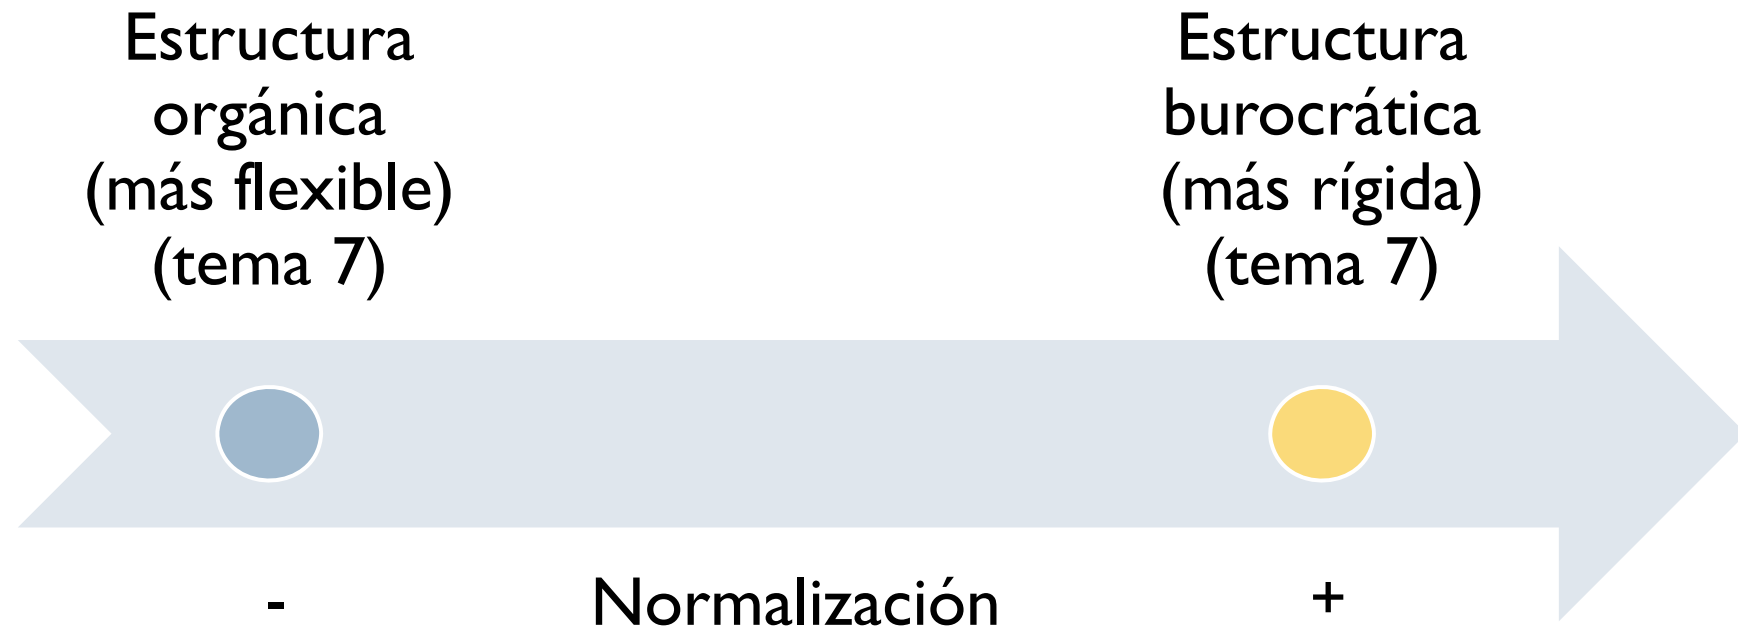 Estructura
orgánica
(más flexible)
(tema 7)
Estructura
burocrática
(más rígida)
(tema 7)
- Normalización +